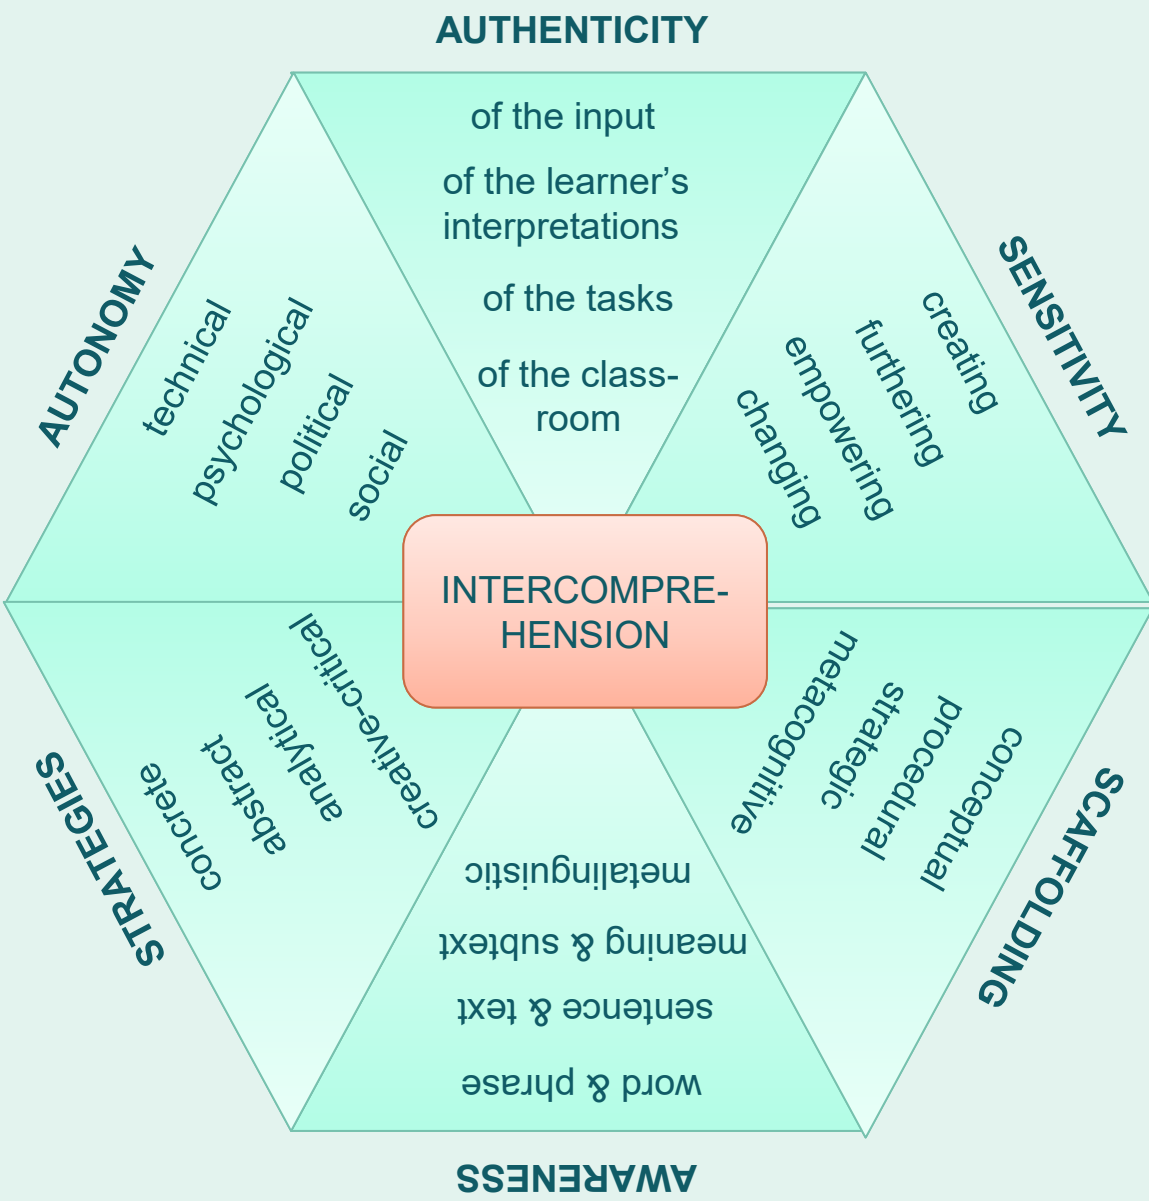 AUTHENTICITY
of the input
of the learner’s
interpretations
of the tasks
of the class-
room
SENSITIVITY
creating
furthering
empowering
changing
SCAFFOLDING
conceptual
procedural
strategic
metacognitive
AWARENESS
word & phrase
sentence & text
meaning & subtext
metalinguistic
STRATEGIES
concrete
abstract
analytical
creative-critical
AUTONOMY
technical
psychological
political
social
INTERCOMPRE-
HENSION